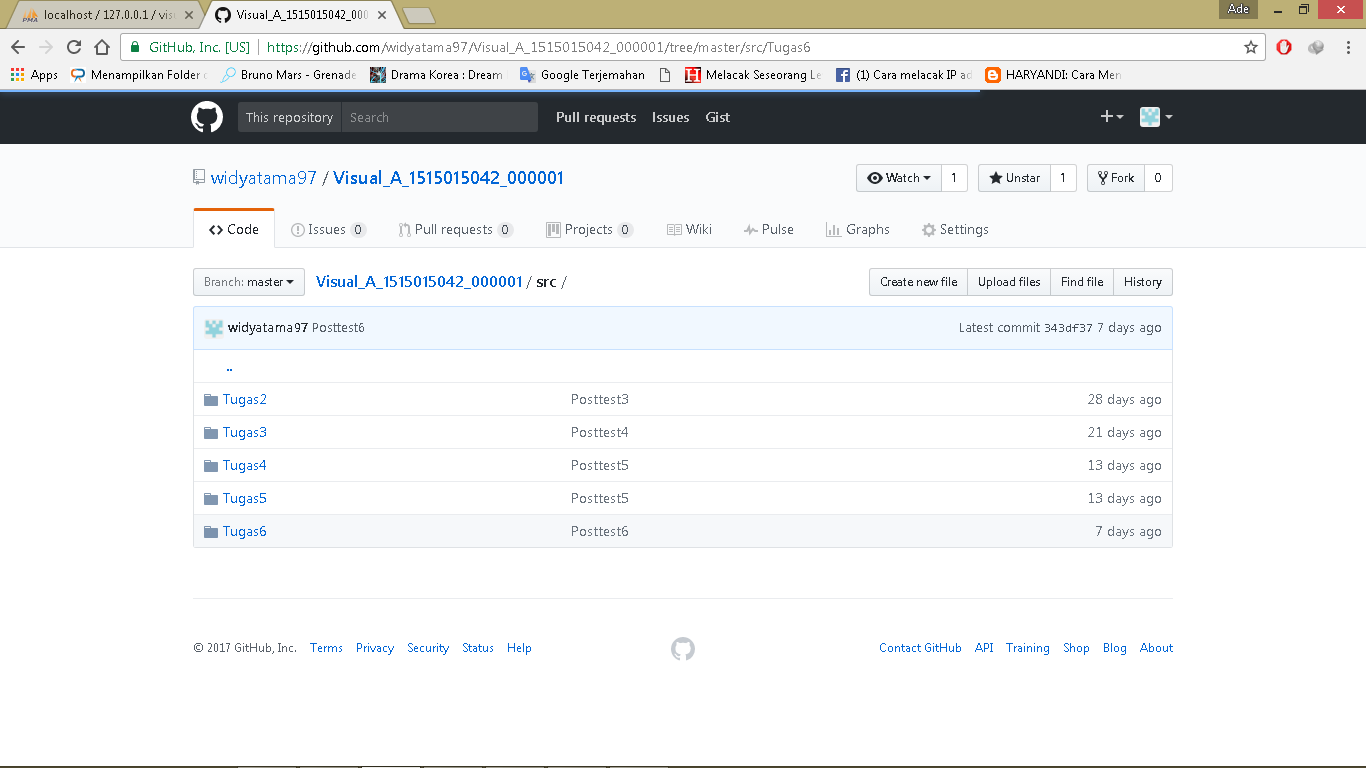 PMA localhost / 127.0.0.1 / vis
Visual_A_1515015042_000
Ade
GitHub, Inc. [US] https://github.com/widyatama97/Visual_A_1515015042_000001/tree/master/src/Tugas6
Apps Menampilkan Folder Bruno Mars - Grenade Drama Korea : Dream Google Terjemahan Melacak Seseorang Le (1) Cara melacak IP ad HARYANDI: Cara Men
This repository Search Pull requests Issues Gist
widyatama97 / Visual_A_1515015042_000001
Watch 1 Unstar 1 Fork 0
Code Issues 0 Pull requests 0 Projects 0 Wiki Pulse Graphs Settings
Branch: master Visual_A_1515015042_000001 / src / Create new file Upload files Find file History
widyatama97 Posttest6 Latest commit 343df37 7 days ago
..
Tugas2 Posttest3 28 days ago
Tugas3 Posttest4 21 days ago
Tugas4 Posttest5 13 days ago
Tugas5 Posttest5 13 days ago
Tugas6 Posttest6 7 days ago
© 2017 GitHub, Inc. Terms Privacy Security Status Help Contact GitHub API Training Shop Blog About